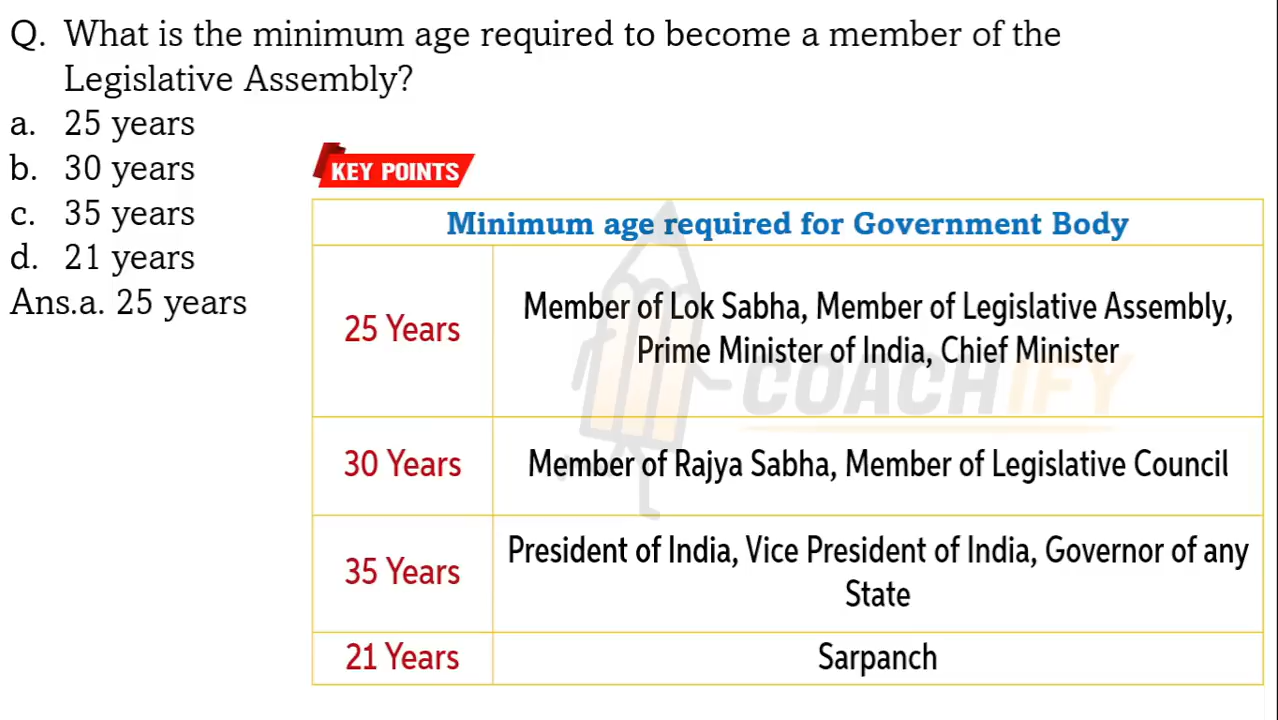 Q. What is the minimum age required to become a member of the
Legislative Assembly?
a. 25 years
b. 30 years
c. 35 years
d. 21 years
Ans.a. 25 years
KEY POINTS
Minimum age required for Government Body
25 Years
Member of Lok Sabha, Member of Legislative Assembly,
Prime Minister of India, Chief Minister
COACHIFY
30 Years
Member of Rajya Sabha, Member of Legislative Council
35 Years
President of India, Vice President of India, Governor of any
State
21 Years
Sarpanch